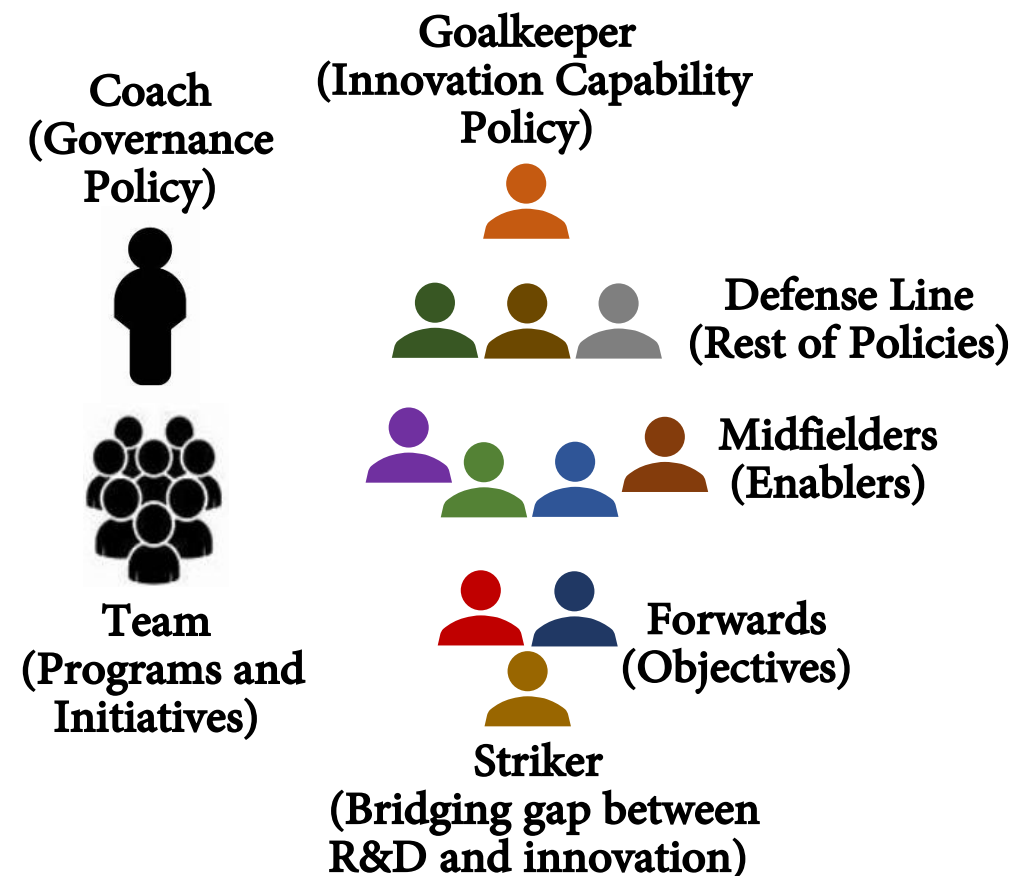 Coach
(Governance
Policy)
Goalkeeper
(Innovation Capability
Policy)
Defense Line
(Rest of Policies)
Midfielders
(Enablers)
Team
(Programs and
Initiatives)
Forwards
(Objectives)
Striker
(Bridging gap between
R&D and innovation)